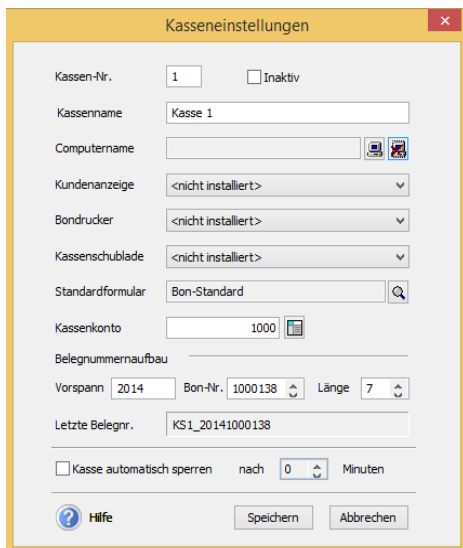 Kasseneinstellungen
Kassen-Nr. 1 Inaktiv
Kassenname Kasse 1
Computername
Kundenanzeige <nicht installiert>
Bondrucker <nicht installiert>
Kassenschublade <nicht installiert>
Standardformular Bon-Standard
Kassenkonto 1000
Belegnummernaufbau
Vorspann 2014 Bon-Nr. 1000138 Länge 7
Letzte Belegnr. KS1_20141000138
Kasse automatisch sperren nach 0 Minuten
Hilfe Speichern Abbrechen